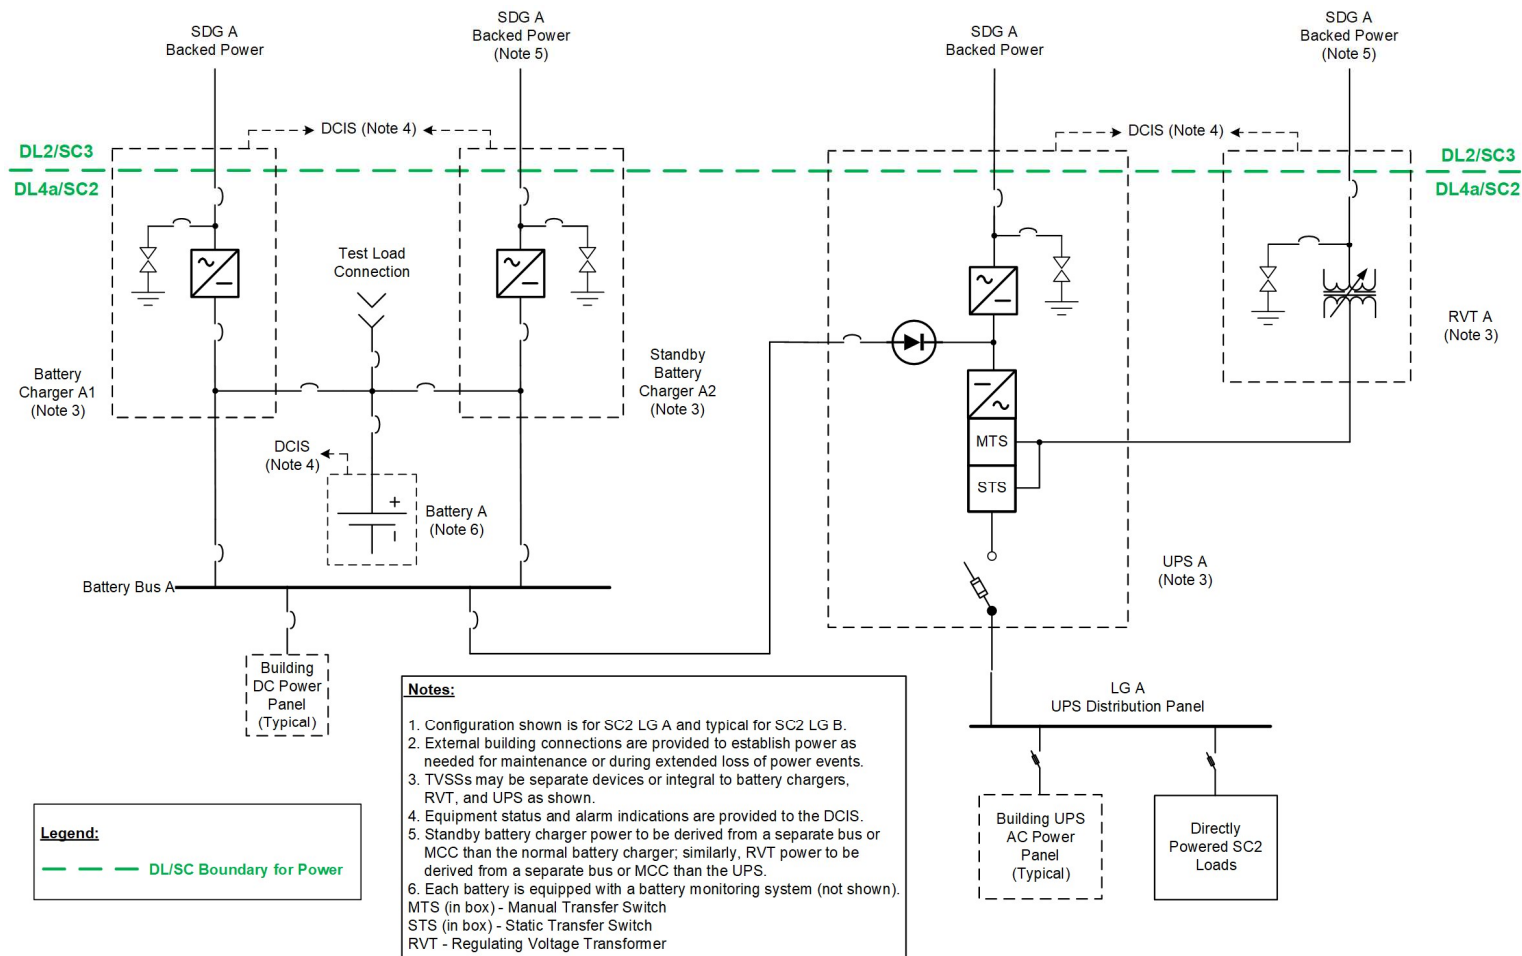 SDG A
Backed Power
SDG A
Backed Power
(Note 5)
SDG A
Backed Power
SDG A
Backed Power
(Note 5)
DCIS (Note 4)
DCIS (Note 4)
DL2/SC3
DL4a/SC2
DL2/SC3
DL4a/SC2
Test Load
Connection
Battery
Charger A1
(Note 3)
Standby
Battery
Charger A2
(Note 3)
RVT A
(Note 3)
DCIS
(Note 4)
+
Battery A
(Note 6)
MTS
STS
UPS A
(Note 3)
Battery Bus A
Building
DC Power
Panel
(Typical)
LG A
UPS Distribution Panel
Building UPS
AC Power
Panel
(Typical)
Directly
Powered SC2
Loads
Legend:
DL/SC Boundary for Power
Notes:
1. Configuration shown is for SC2 LG A and typical for SC2 LG B.
2. External building connections are provided to establish power as
needed for maintenance or during extended loss of power events.
3. TVSSs may be separate devices or integral to battery chargers,
RVT, and UPS as shown.
4. Equipment status and alarm indications are provided to the DCIS.
5. Standby battery charger power to be derived from a separate bus or
MCC than the normal battery charger; similarly, RVT power to be
derived from a separate bus or MCC than the UPS.
6. Each battery is equipped with a battery monitoring system (not shown).
MTS (in box) - Manual Transfer Switch
STS (in box) - Static Transfer Switch
RVT - Regulating Voltage Transformer